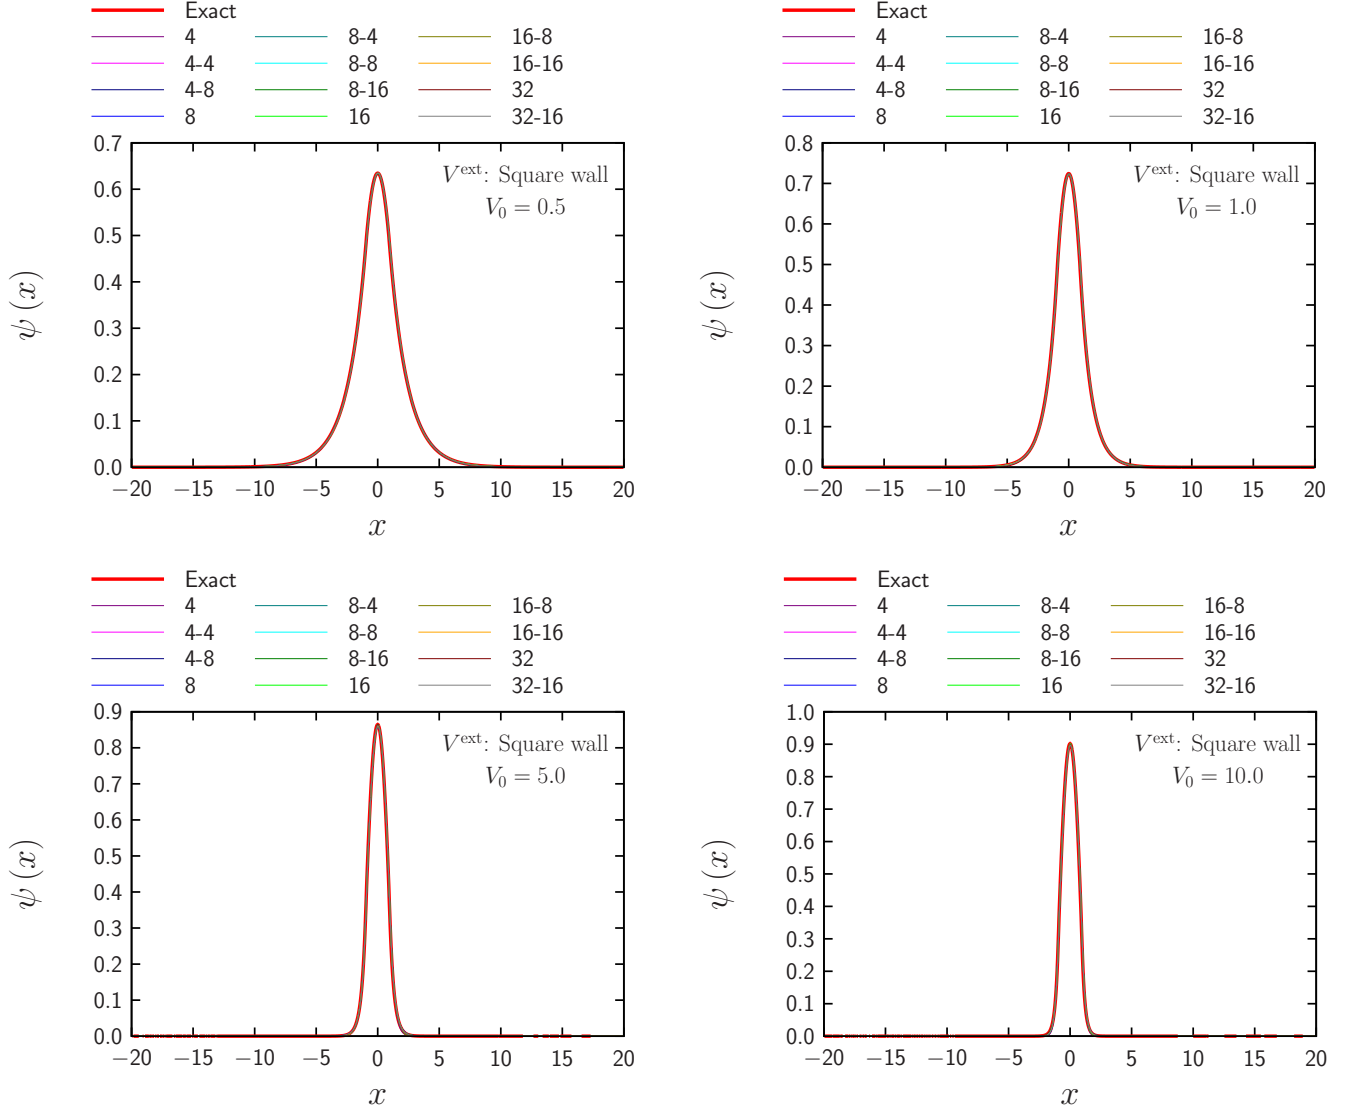 Exact
4 8-4 16-8
4-4 8-8 16-16
4-8 8-16 32
8 16 32-16
0.7
0.6
0.5
0.4
0.3
0.2
0.1
0.0
ψ (x)
V^ext: Square wall
V₀ = 0.5
−20 −15 −10 −5 0 5 10 15 20
x
Exact
4 8-4 16-8
4-4 8-8 16-16
4-8 8-16 32
8 16 32-16
0.8
0.7
0.6
0.5
0.4
0.3
0.2
0.1
0.0
ψ (x)
V^ext: Square wall
V₀ = 1.0
−20 −15 −10 −5 0 5 10 15 20
x
Exact
4 8-4 16-8
4-4 8-8 16-16
4-8 8-16 32
8 16 32-16
0.9
0.8
0.7
0.6
0.5
0.4
0.3
0.2
0.1
0.0
ψ (x)
V^ext: Square wall
V₀ = 5.0
−20 −15 −10 −5 0 5 10 15 20
x
Exact
4 8-4 16-8
4-4 8-8 16-16
4-8 8-16 32
8 16 32-16
1.0
0.9
0.8
0.7
0.6
0.5
0.4
0.3
0.2
0.1
0.0
ψ (x)
V^ext: Square wall
V₀ = 10.0
−20 −15 −10 −5 0 5 10 15 20
x